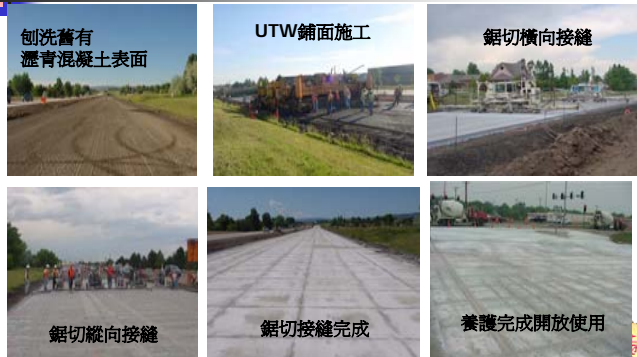 刨洗舊有
瀝青混凝土表面
UTW鋪面施工
鋸切橫向接縫
鋸切縱向接縫
鋸切接縫完成
養護完成開放使用